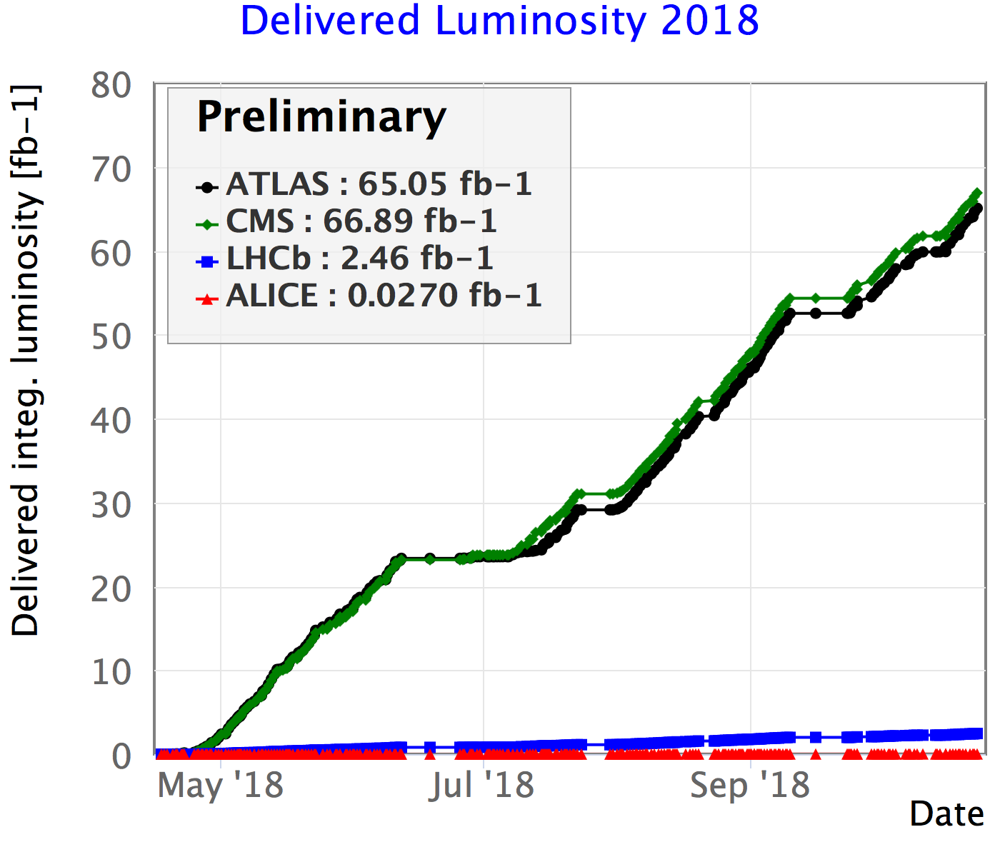 Delivered Luminosity 2018
Delivered integ. luminosity [fb-1]
80
70
60
50
40
30
20
10
0
Preliminary
ATLAS : 65.05 fb-1
CMS : 66.89 fb-1
LHCb : 2.46 fb-1
ALICE : 0.0270 fb-1
May '18
Jul '18
Sep '18
Date